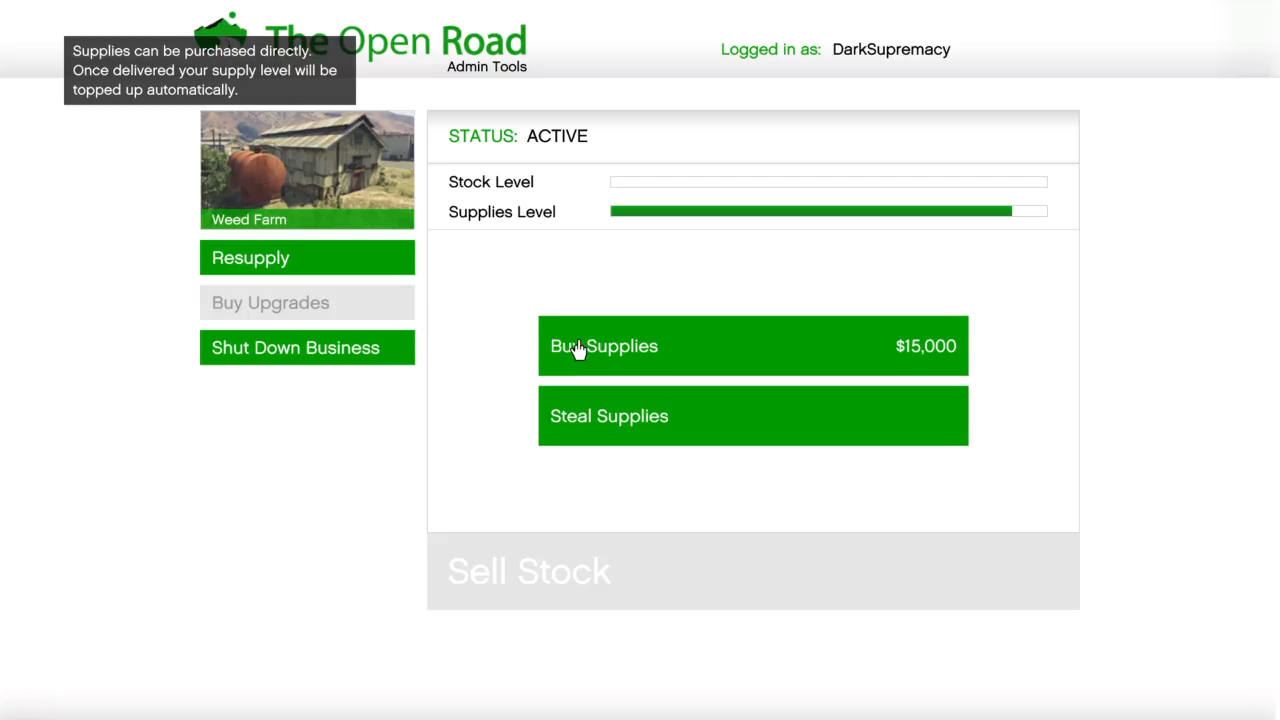 The Open Road
Admin Tools
Logged in as: DarkSupremacy
Supplies can be purchased directly.
Once delivered your supply level will be
topped up automatically.
Weed Farm
Resupply
Buy Upgrades
Shut Down Business
STATUS: ACTIVE
Stock Level
Supplies Level
Buy Supplies $15,000
Steal Supplies
Sell Stock